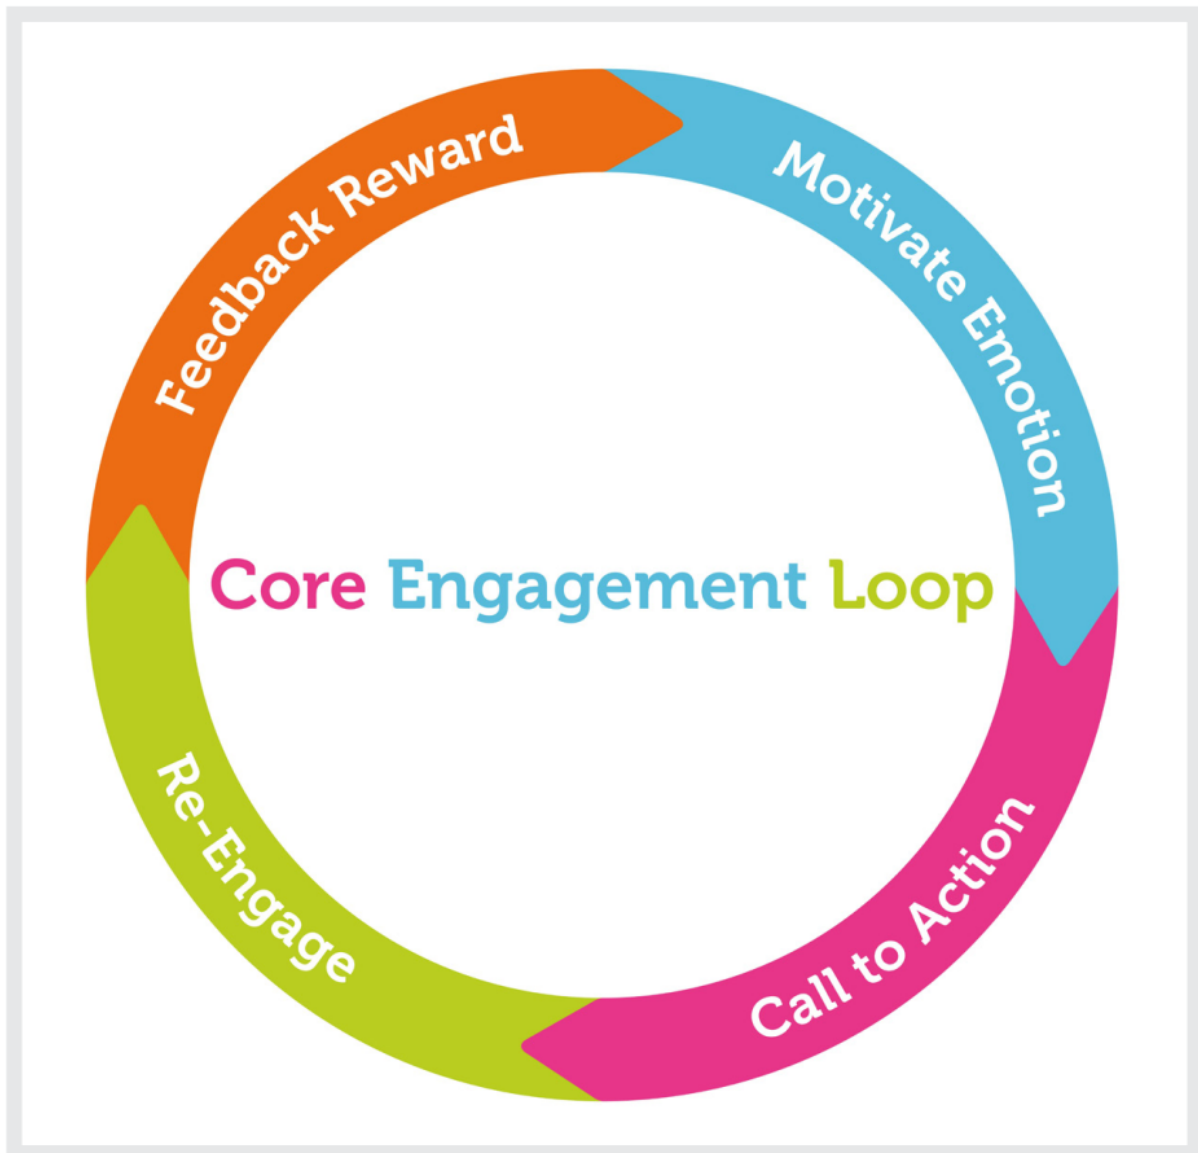 Feedback Reward
Motivate Emotion
Core Engagement Loop
Re-Engage
Call to Action